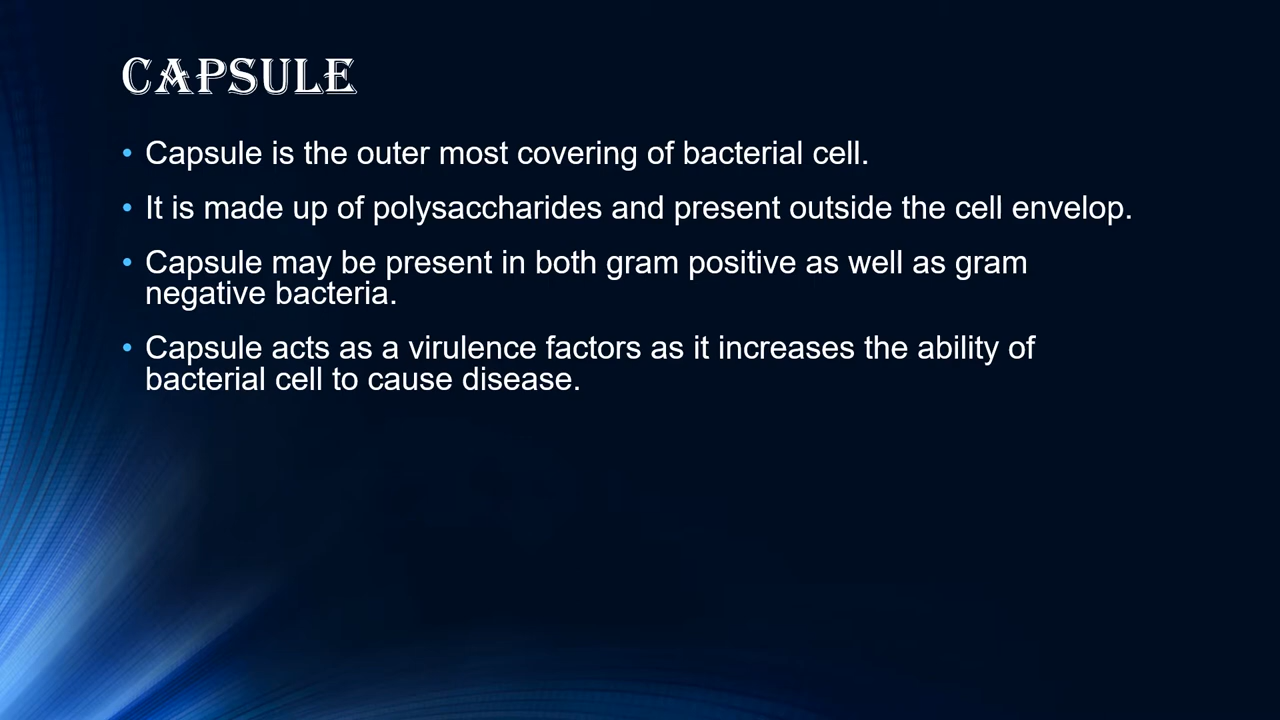 CAPSULE
• Capsule is the outer most covering of bacterial cell.
• It is made up of polysaccharides and present outside the cell envelop.
• Capsule may be present in both gram positive as well as gram
negative bacteria.
• Capsule acts as a virulence factors as it increases the ability of
bacterial cell to cause disease.